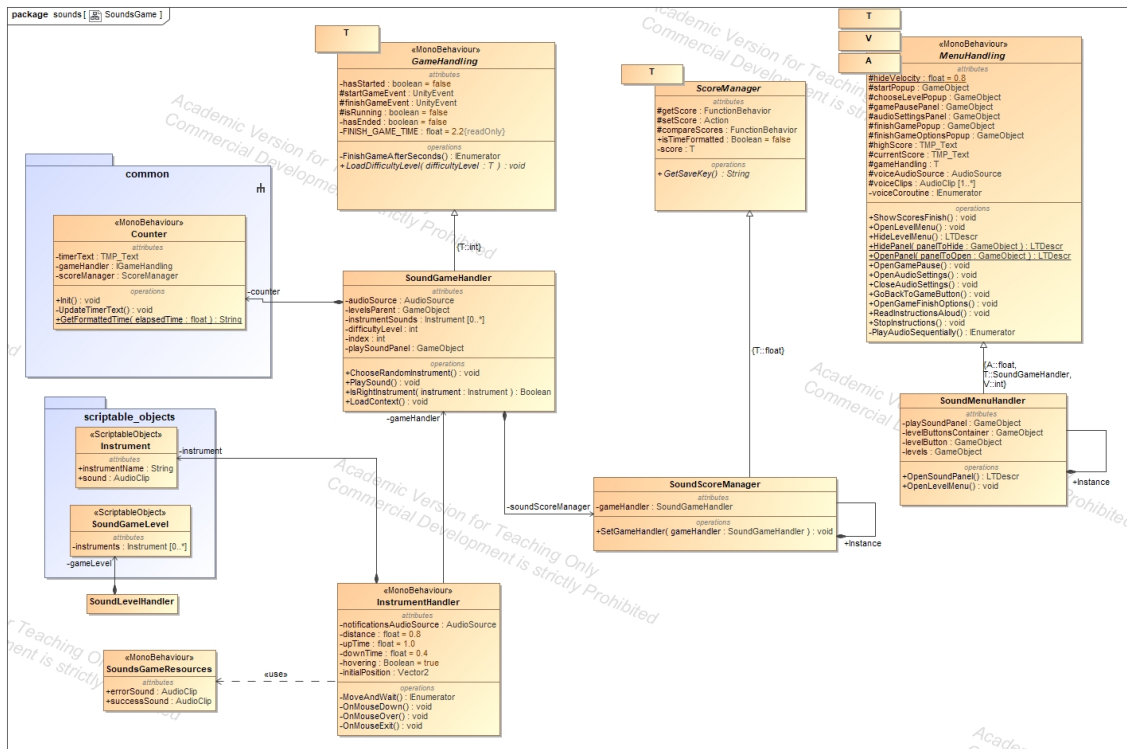 package sounds [ SoundsGame ]
Academic Version for Teaching Only
Commercial Development is strictly Prohibited
T
«MonoBehaviour»
GameHandling
attributes
-hasStarted : boolean = false
#startGameEvent : UnityEvent
#finishGameEvent : UnityEvent
#isRunning : boolean = false
-hasEnded : boolean = false
-FINISH_GAME_TIME : float = 2.2{readOnly}
operations
-FinishGameAfterSeconds() : IEnumerator
+LoadDifficultyLevel( difficultyLevel : T ) : void
{T::int}
T
ScoreManager
attributes
#getScore : FunctionBehavior
#setScore : Action
#compareScores : FunctionBehavior
+isTimeFormatted : Boolean = false
-score : T
operations
+GetSaveKey() : String
{T::float}
T
V
A
«MonoBehaviour»
MenuHandling
attributes
#hideVelocity : float = 0.8
#startPopup : GameObject
#chooseLevelPopup : GameObject
#gamePausePanel : GameObject
#audioSettingsPanel : GameObject
#finishGamePopup : GameObject
#finishGameOptionsPopup : GameObject
#highScore : TMP_Text
#currentScore : TMP_Text
#gameHandling : T
#voiceAudioSource : AudioSource
#voiceClips : AudioClip [1..*]
-voiceCoroutine : IEnumerator
operations
+ShowScoresFinish() : void
+OpenLevelMenu() : void
#HideLevelMenu() : LTDescr
+HidePanel( panelToHide : GameObject ) : LTDescr
+OpenPanel( panelToOpen : GameObject ) : LTDescr
+OpenGamePause() : void
+OpenAudioSettings() : void
+CloseAudioSettings() : void
+GoBackToGameButton() : void
+OpenGameFinishOptions() : void
+ReadInstructionsAloud() : void
+StopInstructions() : void
-PlayAudioSequentially() : IEnumerator
{A::float,
T::SoundGameHandler,
V::int}
common
«MonoBehaviour»
Counter
attributes
-timerText : TMP_Text
-gameHandler : IGameHandling
-scoreManager : ScoreManager
operations
+Init() : void
-UpdateTimerText() : void
+GetFormattedTime( elapsedTime : float ) : String
-counter
SoundGameHandler
attributes
-audioSource : AudioSource
-levelsParent : GameObject
-instrumentSounds : Instrument [0..*]
-difficultyLevel : int
-index : int
-playSoundPanel : GameObject
operations
+ChooseRandomInstrument() : void
+PlaySound() : void
+IsRightInstrument( instrument : Instrument ) : Boolean
+LoadContext() : void
-gameHandler
-soundScoreManager
SoundMenuHandler
attributes
-playSoundPanel : GameObject
-levelButtonsContainer : GameObject
-levelButton : GameObject
-levels : GameObject
operations
+OpenSoundPanel() : LTDescr
+OpenLevelMenu() : void
+Instance
scriptable_objects
«ScriptableObject»
Instrument
attributes
+instrumentName : String
+sound : AudioClip
-instrument
«ScriptableObject»
SoundGameLevel
attributes
-instruments : Instrument [0..*]
-gameLevel
SoundLevelHandler
SoundScoreManager
attributes
-gameHandler : SoundGameHandler
operations
+SetGameHandler( gameHandler : SoundGameHandler ) : void
+Instance
«MonoBehaviour»
InstrumentHandler
attributes
-notificationsAudioSource : AudioSource
-distance : float = 0.8
-upTime : float = 1.0
-downTime : float = 0.4
-hovering : Boolean = true
-initialPosition : Vector2
operations
-MoveAndWait() : IEnumerator
-OnMouseDown() : void
-OnMouseOver() : void
-OnMouseExit() : void
«use»
«MonoBehaviour»
SoundsGameResources
attributes
+errorSound : AudioClip
+successSound : AudioClip
Academic Version for Teaching Only
Commercial Development is strictly Prohibited